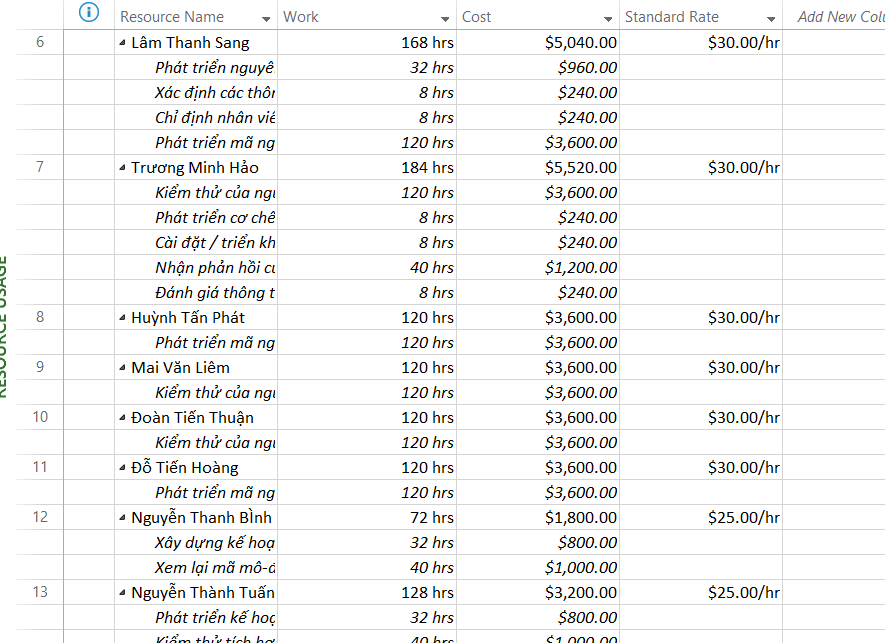 Resource Name Work Cost Standard Rate Add New Colu
6 Lâm Thanh Sang 168 hrs $5,040.00 $30.00/hr
Phát triển nguyê 32 hrs $960.00
Xác định các thôn 8 hrs $240.00
Chỉ định nhân viê 8 hrs $240.00
Phát triển mã ng 120 hrs $3,600.00
7 Trương Minh Hảo 184 hrs $5,520.00 $30.00/hr
Kiểm thử của ngu 120 hrs $3,600.00
Phát triển cơ chê 8 hrs $240.00
Cài đặt / triển kh 8 hrs $240.00
Nhận phản hồi cu 40 hrs $1,200.00
Đánh giá thông t 8 hrs $240.00
8 Huỳnh Tấn Phát 120 hrs $3,600.00 $30.00/hr
Phát triển mã ng 120 hrs $3,600.00
9 Mai Văn Liêm 120 hrs $3,600.00 $30.00/hr
Kiểm thử của ngu 120 hrs $3,600.00
10 Đoàn Tiến Thuận 120 hrs $3,600.00 $30.00/hr
Kiểm thử của ngu 120 hrs $3,600.00
11 Đỗ Tiến Hoàng 120 hrs $3,600.00 $30.00/hr
Phát triển mã ng 120 hrs $3,600.00
12 Nguyễn Thanh BÌnh 72 hrs $1,800.00 $25.00/hr
Xây dựng kế hoạ 32 hrs $800.00
Xem lại mã mô-đ 40 hrs $1,000.00
13 Nguyễn Thành Tuấn 128 hrs $3,200.00 $25.00/hr
Phát triển kế hoạ 32 hrs $800.00
Kiểm thử tích hợ 40 hrs $1,000.00
RESOURCE USAGE